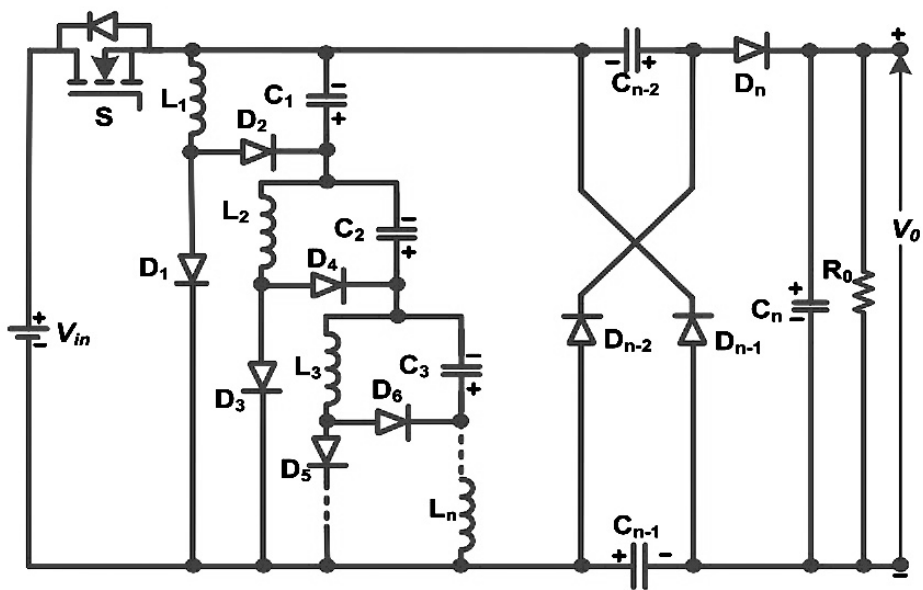 +
S
L1
C1
-
+
D2
- Cn-2 +
Dn
+
L2
C2
-
+
D1
D4
V0
+
-
Vin
L3
C3
-
+
D6
D3
Dn-2
Dn-1
+
-
Cn
R0
D5
Ln
Cn-1
+ -
-